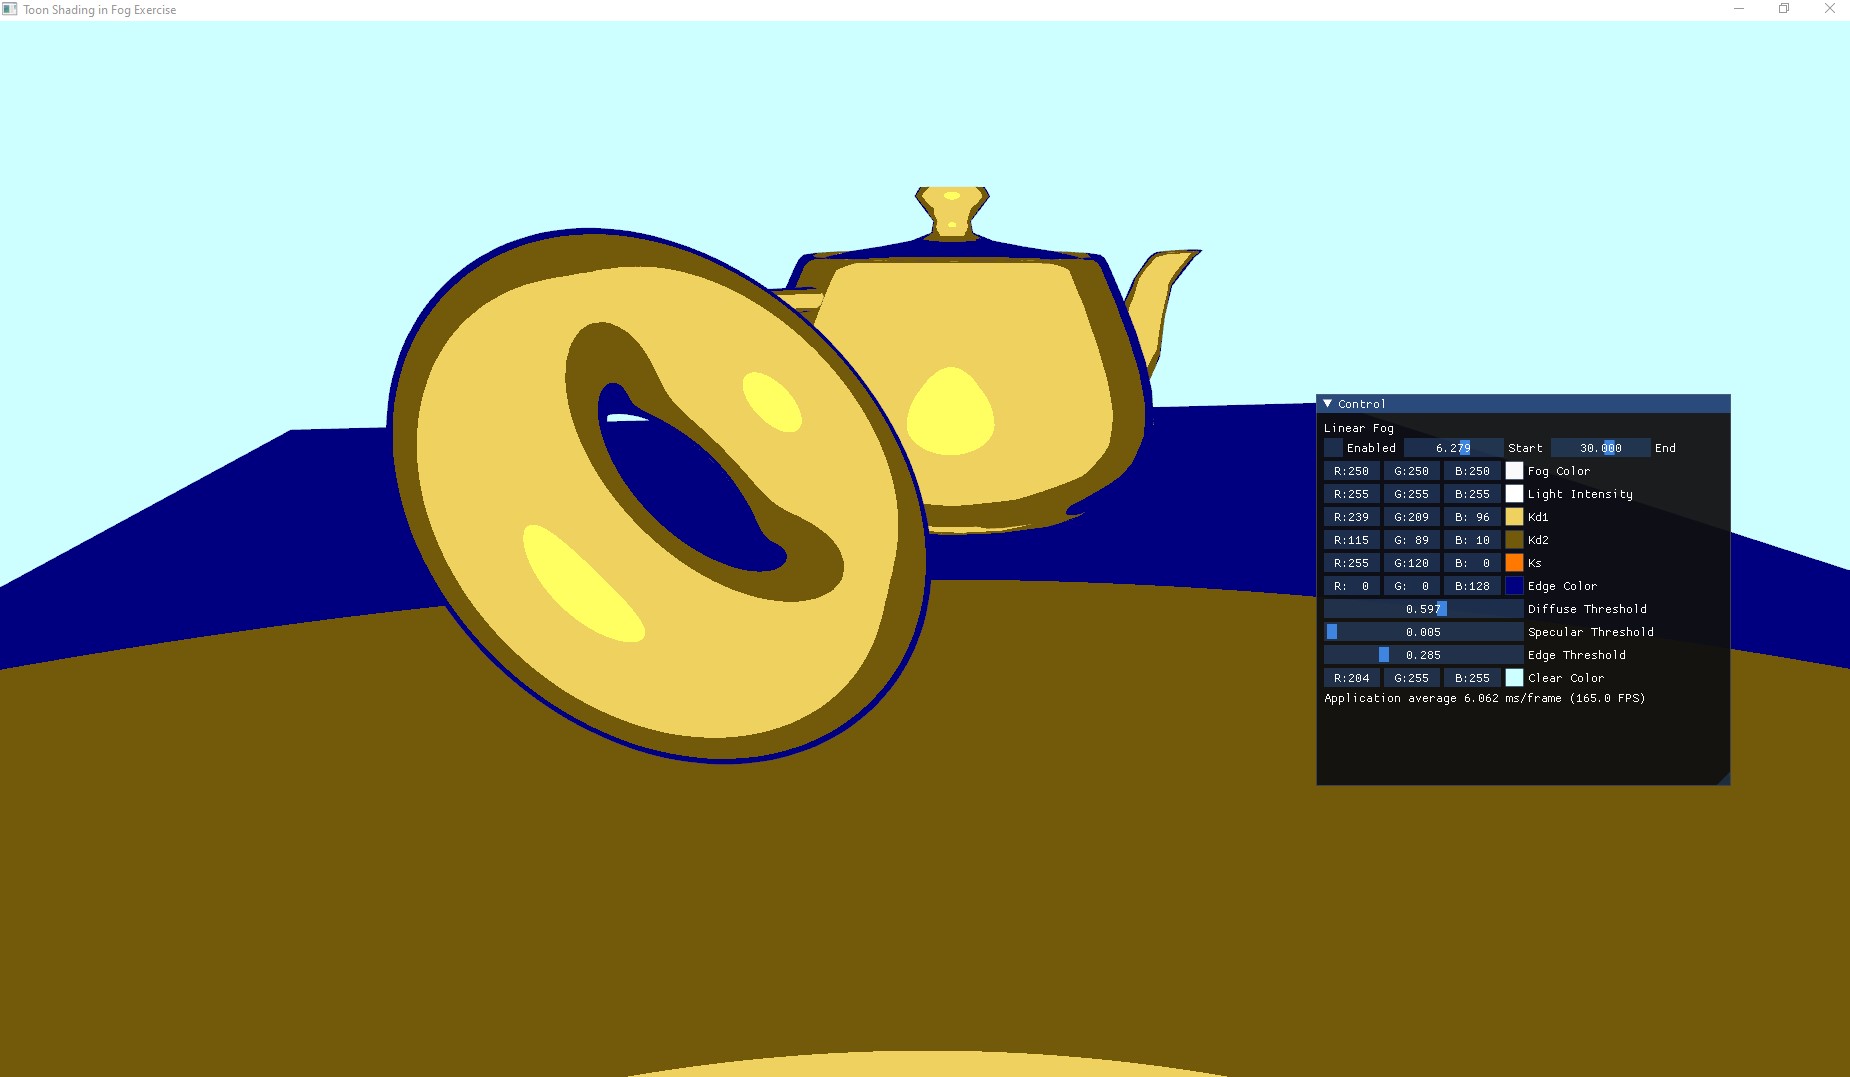 Toon Shading in Fog Exercise
Control
Linear Fog
Enabled 6.279 Start 30.000 End
R:250 G:250 B:250 Fog Color
R:255 G:255 B:255 Light Intensity
R:239 G:209 B: 96 Kd1
R:115 G: 89 B: 10 Kd2
R:255 G:120 B:  0 Ks
R:  0 G:  0 B:128 Edge Color
0.597 Diffuse Threshold
0.005 Specular Threshold
0.285 Edge Threshold
R:204 G:255 B:255 Clear Color
Application average 6.062 ms/frame (165.0 FPS)